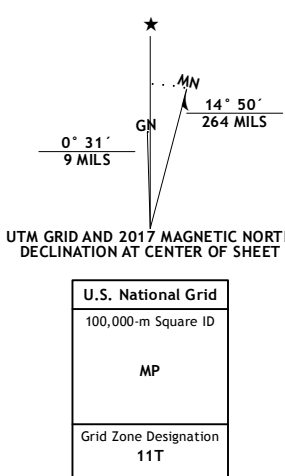 ★
MN
GN
14° 50´
264 MILS
0° 31´
9 MILS
UTM GRID AND 2017 MAGNETIC NORT
DECLINATION AT CENTER OF SHEET
U.S. National Grid
100,000-m Square ID
MP
Grid Zone Designation
11T